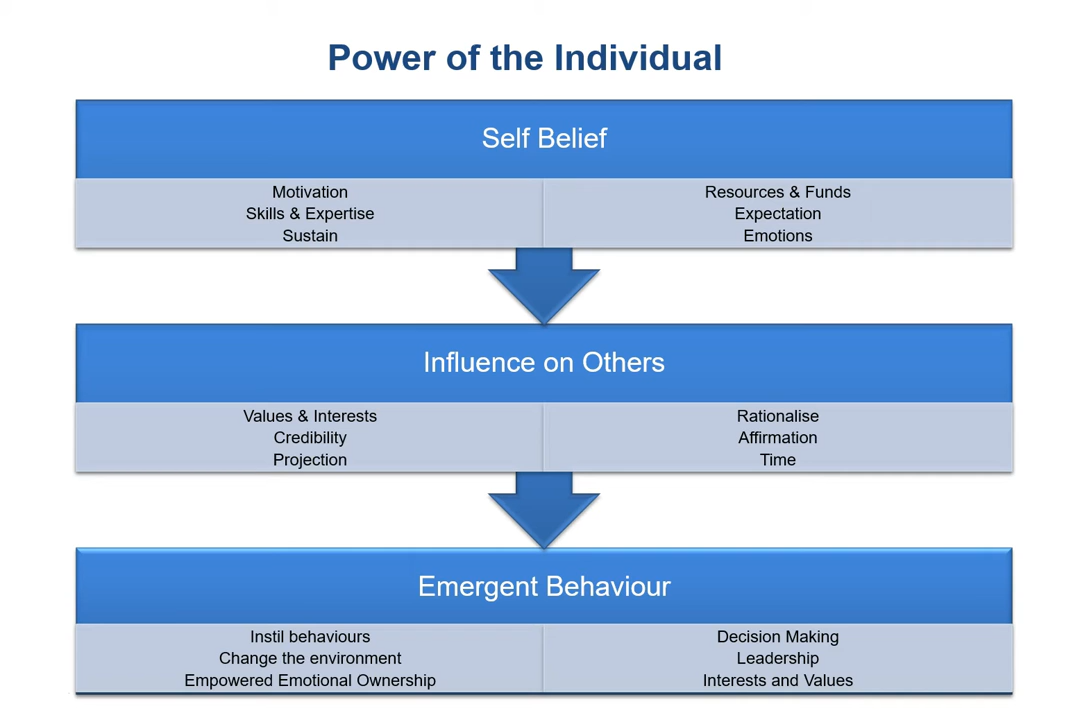 Power of the Individual
Self Belief
Motivation
Skills & Expertise
Sustain
Resources & Funds
Expectation
Emotions
Influence on Others
Values & Interests
Credibility
Projection
Rationalise
Affirmation
Time
Emergent Behaviour
Instil behaviours
Change the environment
Empowered Emotional Ownership
Decision Making
Leadership
Interests and Values